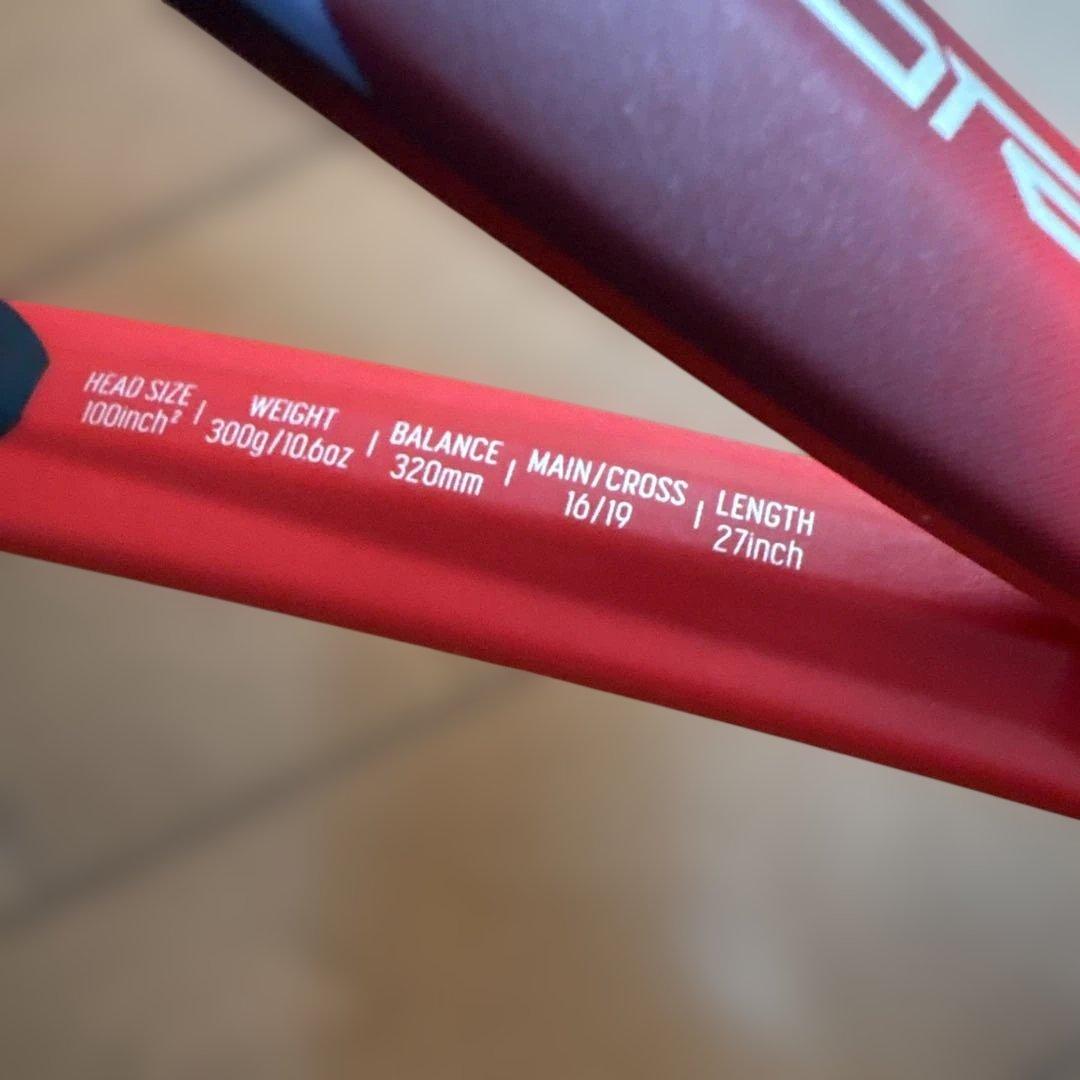 HEAD SIZE | WEIGHT | BALANCE | MAIN/CROSS | LENGTH
100inch² | 300g/10.6oz | 320mm | 16/19 | 27inch